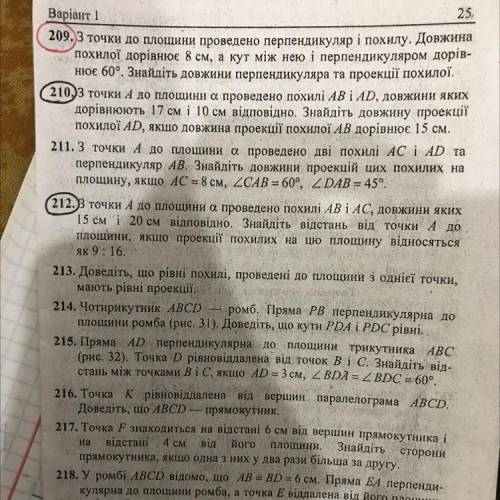 Варіант 1 25
209. З точки до площини проведено перпендикуляр і похилу. Довжина
похилої дорівнює 8 см, а кут між нею і перпендикуляром дорів-
нює 60°. Знайдіть довжини перпендикуляра та проекції похилої.
210. З точки A до площини α проведено похилі AB і AD, довжини яких
дорівнюють 17 см і 10 см відповідно. Знайдіть довжину проекції
похилої AD, якщо довжина проекції похилої AB дорівнює 15 см.
211. З точки A до площини α проведено дві похилі AC і AD та
перпендикуляр AB. Знайдіть довжини проекцій цих похилих на
площину, якщо AC = 8 см, ∠CAB = 60°, ∠DAB = 45°.
212. З точки A до площини α проведено похилі AB і AC, довжини яких
15 см і 20 см відповідно. Знайдіть відстань від точки A до
площини, якщо проекції похилих на цю площину відносяться
як 9 : 16.
213. Доведіть, що рівні похилі, проведені до площини з однієї точки,
мають рівні проекції.
214. Чотирикутник ABCD — ромб. Пряма PB перпендикулярна до
площини ромба (рис. 31). Доведіть, що кути PDA і PDC рівні.
215. Пряма AD перпендикулярна до площини трикутника ABC
(рис. 32). Точка D рівновіддалена від точок B і C. Знайдіть від-
стань між точками B і C, якщо AD = 3 см, ∠BDA = ∠BDC = 60°.
216. Точка K рівновіддалена від вершин паралелограма ABCD.
Доведіть, що ABCD — прямокутник.
217. Точка F знаходиться на відстані 6 см від вершин прямокутника і
на відстані 4 см від його площини. Знайдіть сторони
прямокутника, якщо одна з них у два рази більша за другу.
218. У ромбі ABCD відомо, що AB = BD = 6 см. Пряма EA перпенди-
кулярна до площини ромба, а точка E віддалена від його площини